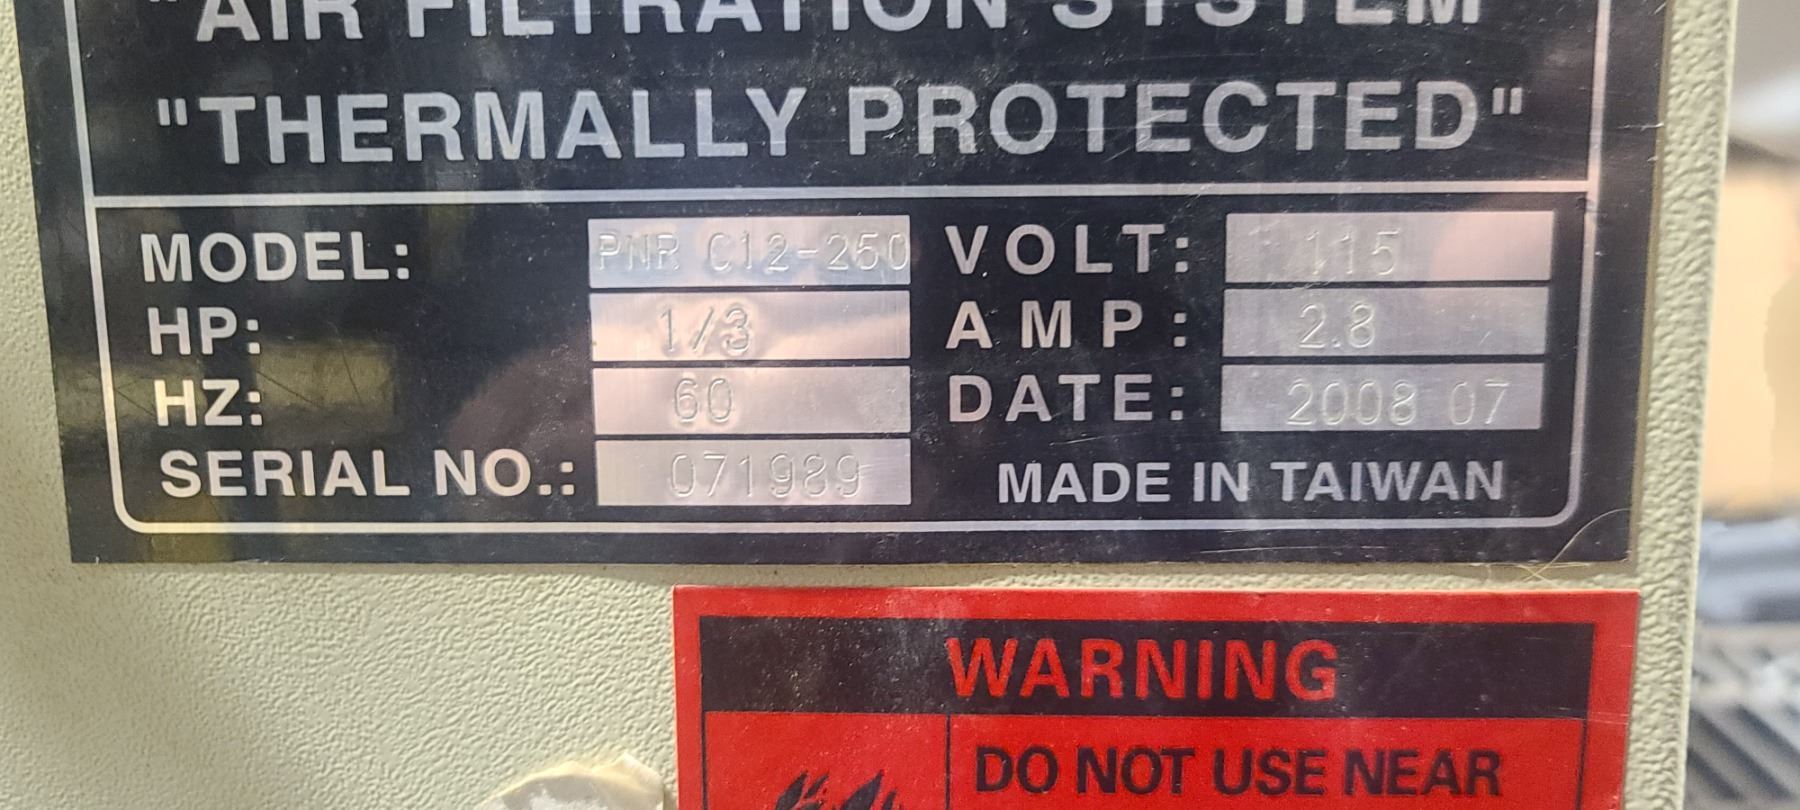 "AIR FILTRATION SYSTEM
"THERMALLY PROTECTED"
MODEL: PNR C12-250 VOLT: 115
HP: 1/3 AMP: 2.8
HZ: 60 DATE: 2008 07
SERIAL NO.: 071989 MADE IN TAIWAN
WARNING
DO NOT USE NEAR